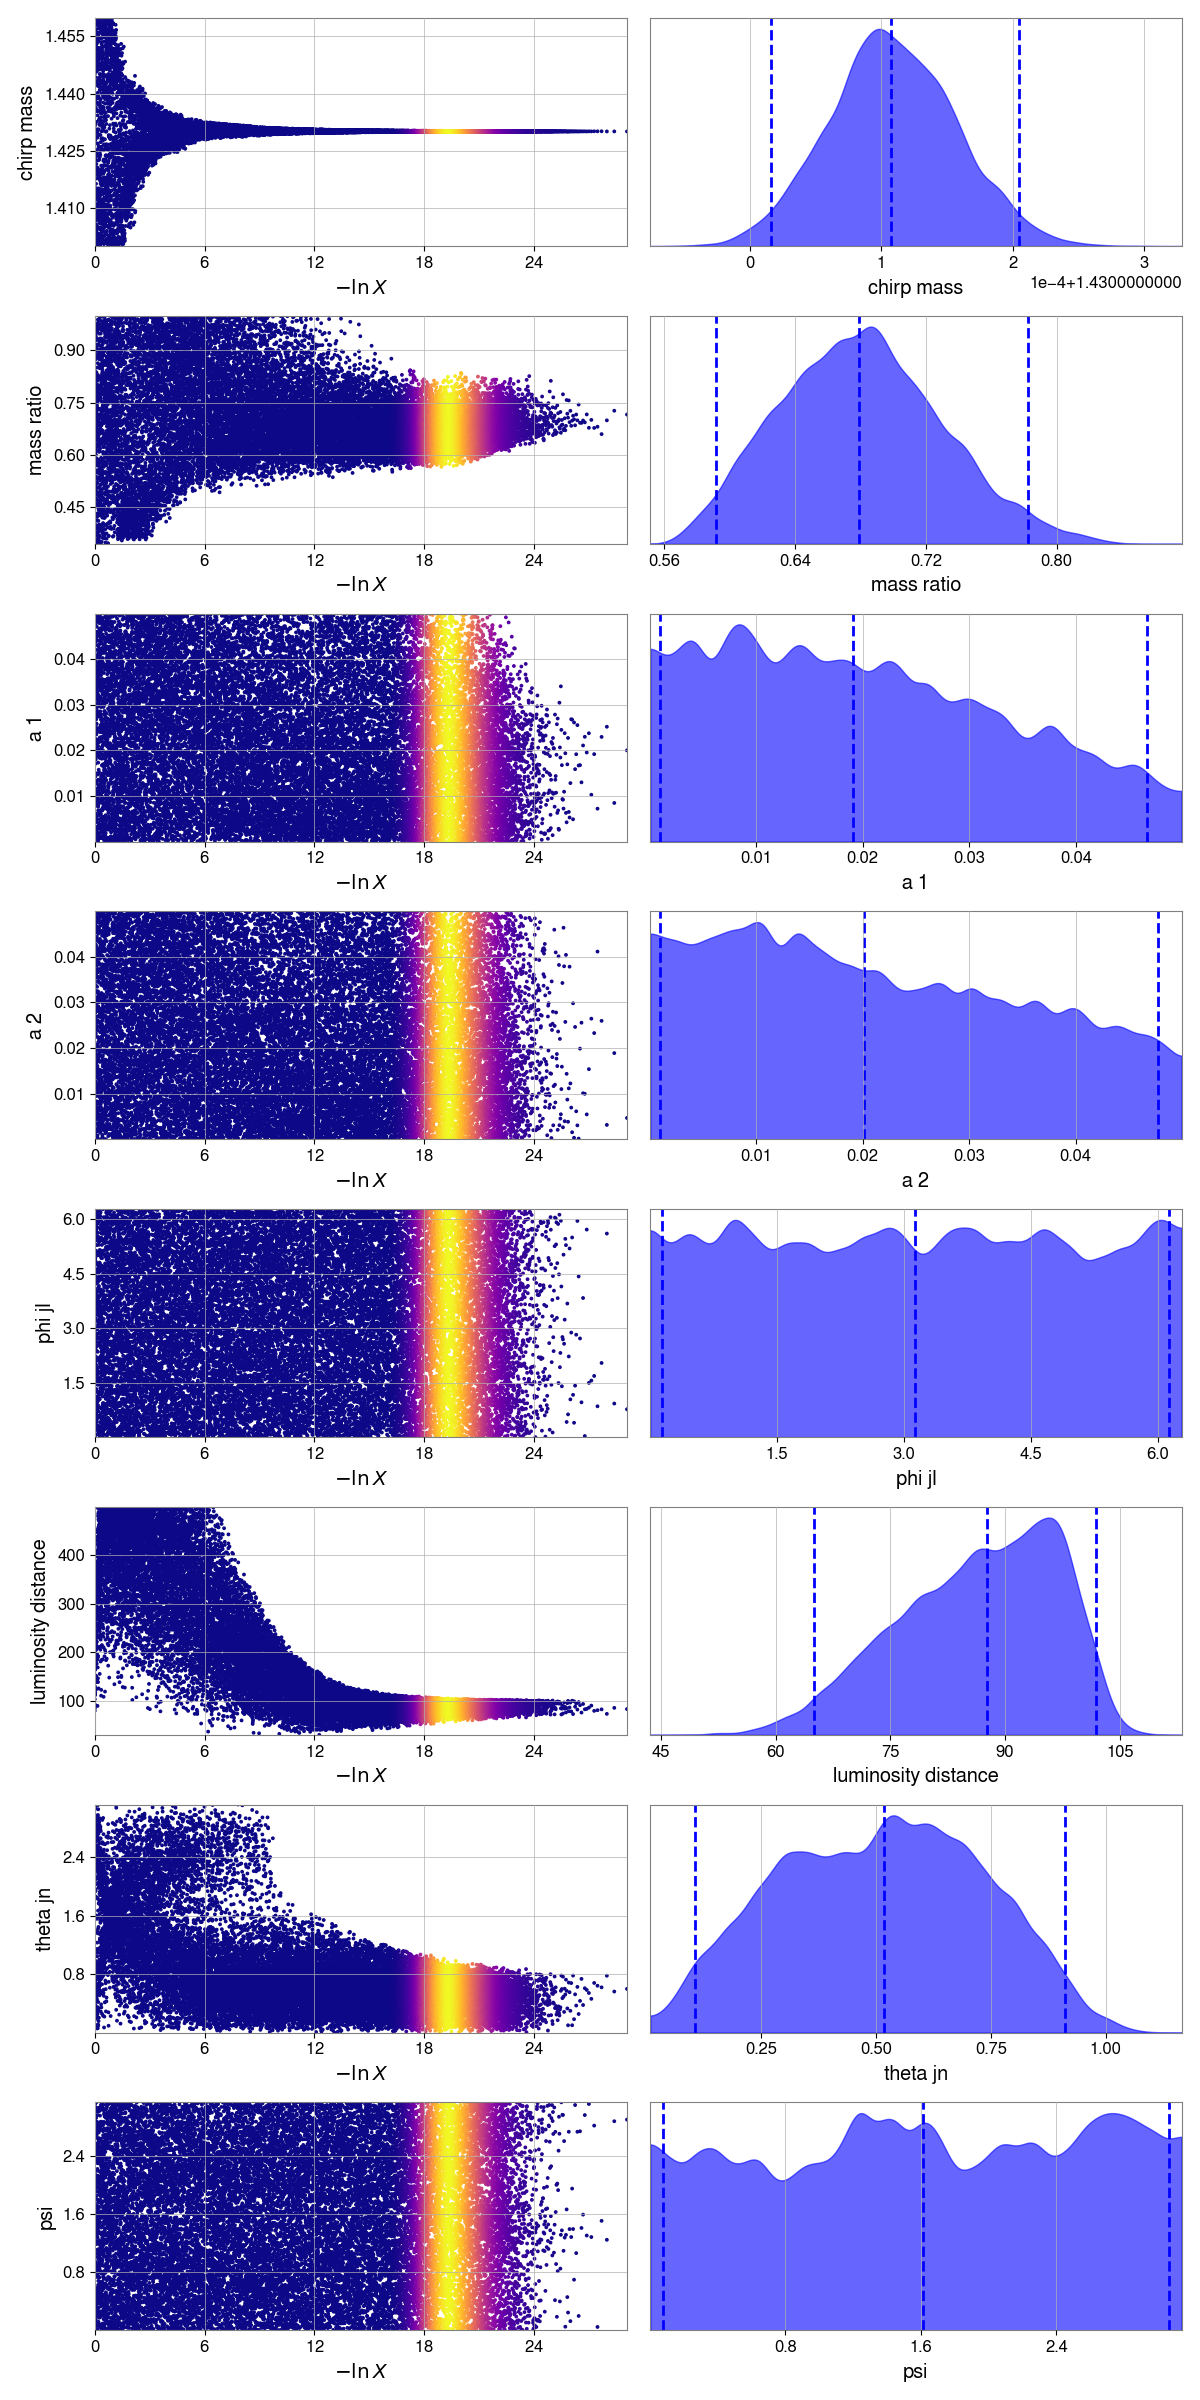 1.455
1.440
1.425
1.410
chirp mass
0 6 12 18 24
−ln X
0 1 2 3
1e−4+1.4300000000
chirp mass
0.90
0.75
0.60
0.45
mass ratio
0 6 12 18 24
−ln X
0.56 0.64 0.72 0.80
mass ratio
0.04
0.03
0.02
0.01
a 1
0 6 12 18 24
−ln X
0.01 0.02 0.03 0.04
a 1
0.04
0.03
0.02
0.01
a 2
0 6 12 18 24
−ln X
0.01 0.02 0.03 0.04
a 2
6.0
4.5
3.0
1.5
phi jl
0 6 12 18 24
−ln X
1.5 3.0 4.5 6.0
phi jl
400
300
200
100
luminosity distance
0 6 12 18 24
−ln X
45 60 75 90 105
luminosity distance
2.4
1.6
0.8
theta jn
0 6 12 18 24
−ln X
0.25 0.50 0.75 1.00
theta jn
2.4
1.6
0.8
psi
0 6 12 18 24
−ln X
0.8 1.6 2.4
psi